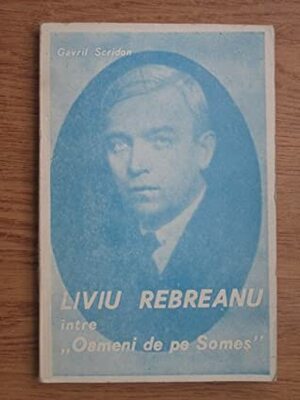 Gavril Scridon
LIVIU REBREANU
între
„Oameni de pe Someș"